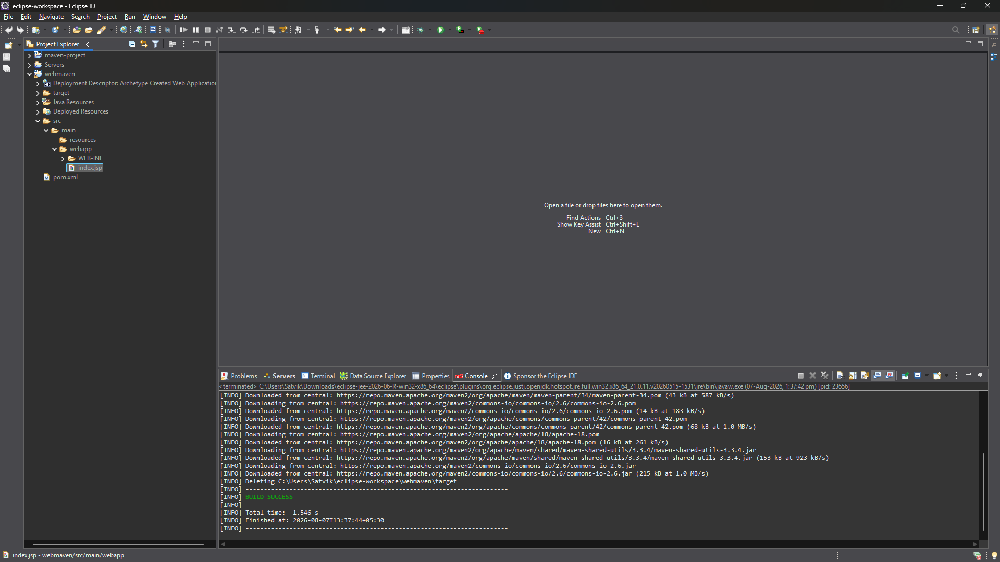 eclipse-workspace - Eclipse IDE
File Edit Navigate Search Project Run Window Help
Project Explorer
maven-project
Servers
webmaven
Deployment Descriptor: Archetype Created Web Application
target
Java Resources
Deployed Resources
src
main
resources
webapp
WEB-INF
index.jsp
pom.xml
Open a file or drop files here to open them.
Find Actions Ctrl+3
Show Key Assist Ctrl+Shift+L
New Ctrl+N
Problems Servers Terminal Data Source Explorer Properties Console Sponsor the Eclipse IDE
<terminated> C:\Users\Satvik\Downloads\eclipse-jee-2026-06-R-win32-x86_64\eclipse\plugins\org.eclipse.justj.openjdk.hotspot.jre.full.win32.x86_64_21.0.11.v20260515-1531\jre\bin\javaw.exe (07-Aug-2026, 1:37:42 pm) [pid: 23656]
[INFO] Downloaded from central: https://repo.maven.apache.org/maven2/org/apache/maven/maven-parent/34/maven-parent-34.pom (43 kB at 587 kB/s)
[INFO] Downloading from central: https://repo.maven.apache.org/maven2/commons-io/commons-io/2.6/commons-io-2.6.pom
[INFO] Downloaded from central: https://repo.maven.apache.org/maven2/commons-io/commons-io/2.6/commons-io-2.6.pom (14 kB at 183 kB/s)
[INFO] Downloading from central: https://repo.maven.apache.org/maven2/org/apache/commons/commons-parent/42/commons-parent-42.pom
[INFO] Downloaded from central: https://repo.maven.apache.org/maven2/org/apache/commons/commons-parent/42/commons-parent-42.pom (68 kB at 1.0 MB/s)
[INFO] Downloading from central: https://repo.maven.apache.org/maven2/org/apache/apache/18/apache-18.pom
[INFO] Downloaded from central: https://repo.maven.apache.org/maven2/org/apache/apache/18/apache-18.pom (16 kB at 261 kB/s)
[INFO] Downloading from central: https://repo.maven.apache.org/maven2/org/apache/maven/shared/maven-shared-utils/3.3.4/maven-shared-utils-3.3.4.jar
[INFO] Downloaded from central: https://repo.maven.apache.org/maven2/org/apache/maven/shared/maven-shared-utils/3.3.4/maven-shared-utils-3.3.4.jar (153 kB at 923 kB/s)
[INFO] Downloading from central: https://repo.maven.apache.org/maven2/commons-io/commons-io/2.6/commons-io-2.6.jar
[INFO] Downloaded from central: https://repo.maven.apache.org/maven2/commons-io/commons-io/2.6/commons-io-2.6.jar (215 kB at 1.0 MB/s)
[INFO] Deleting C:\Users\Satvik\eclipse-workspace\webmaven\target
[INFO] ------------------------------------------------------------------------
[INFO] BUILD SUCCESS
[INFO] ------------------------------------------------------------------------
[INFO] Total time:  1.546 s
[INFO] Finished at: 2026-08-07T13:37:44+05:30
[INFO] ------------------------------------------------------------------------
index.jsp - webmaven/src/main/webapp